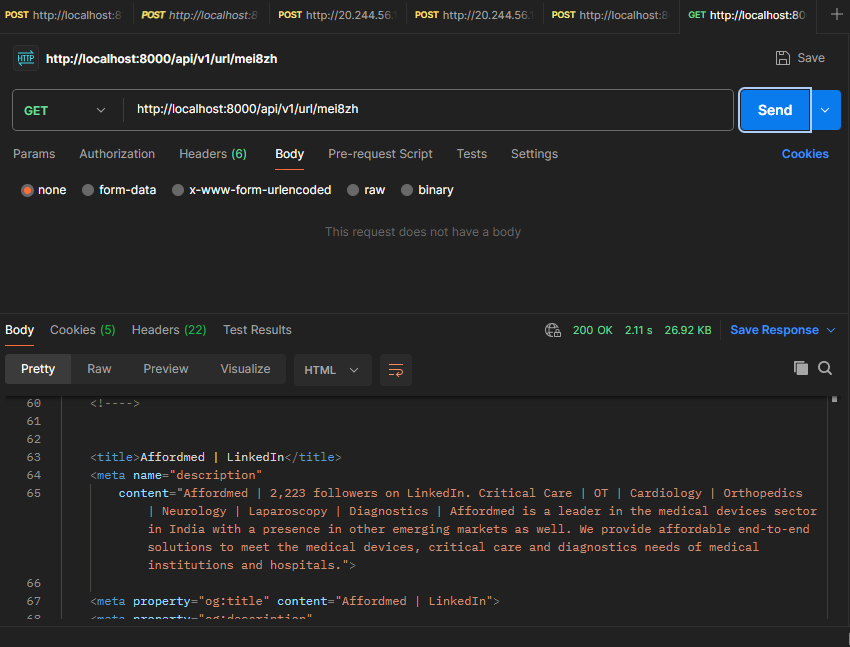 POST http://localhost:8 POST http://localhost:8 POST http://20.244.56.1 POST http://20.244.56. POST http://localhost:8 GET http://localhost:80 +
HTTP http://localhost:8000/api/v1/url/mei8zh Save
GET http://localhost:8000/api/v1/url/mei8zh Send
Params Authorization Headers (6) Body Pre-request Script Tests Settings Cookies
none form-data x-www-form-urlencoded raw binary
This request does not have a body
Body Cookies (5) Headers (22) Test Results 200 OK 2.11 s 26.92 KB Save Response
Pretty Raw Preview Visualize HTML
60 <!---->
61
62
63 <title>Affordmed | LinkedIn</title>
64 <meta name="description"
65 content="Affordmed | 2,223 followers on LinkedIn. Critical Care | OT | Cardiology | Orthopedics
| Neurology | Laparoscopy | Diagnostics | Affordmed is a leader in the medical devices sector
in India with a presence in other emerging markets as well. We provide affordable end-to-end
solutions to meet the medical devices, critical care and diagnostics needs of medical
institutions and hospitals.">
66
67 <meta property="og:title" content="Affordmed | LinkedIn">
68 <meta property="og:description"